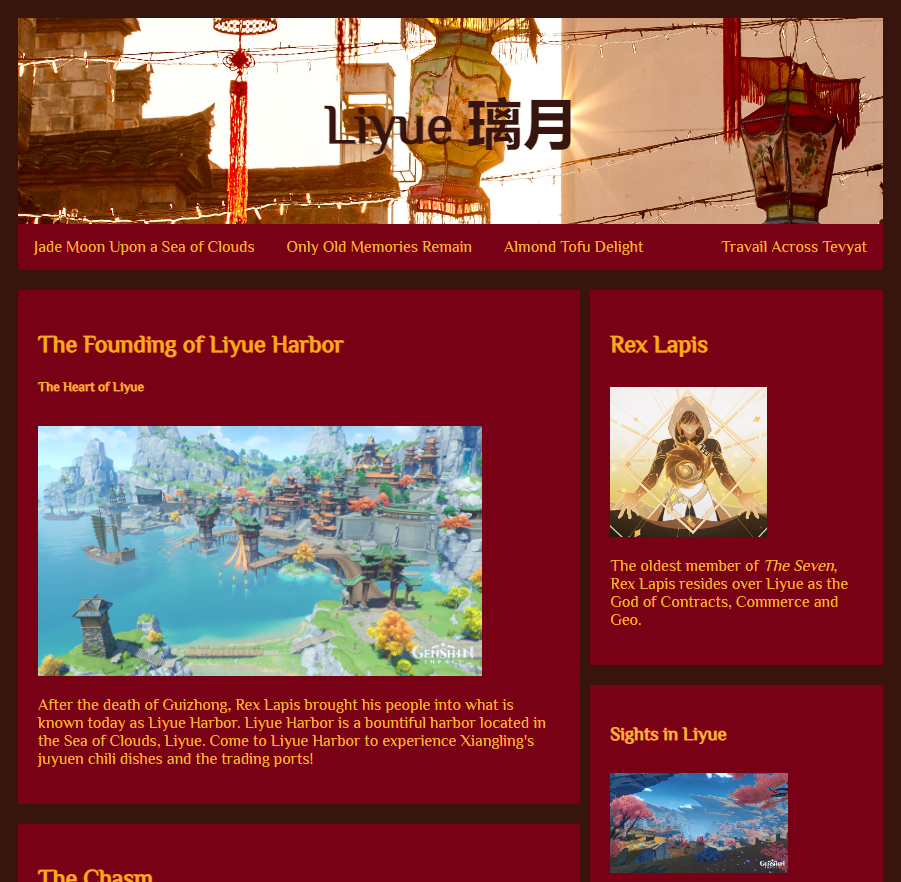 Liyue 璃月
Jade Moon Upon a Sea of Clouds
Only Old Memories Remain
Almond Tofu Delight
Travail Across Tevyat
The Founding of Liyue Harbor
The Heart of Liyue
GENSHIN
IMPACT
After the death of Guizhong, Rex Lapis brought his people into what is
known today as Liyue Harbor. Liyue Harbor is a bountiful harbor located in
the Sea of Clouds, Liyue. Come to Liyue Harbor to experience Xiangling's
juyuen chili dishes and the trading ports!
The Chasm
Rex Lapis
The oldest member of The Seven,
Rex Lapis resides over Liyue as the
God of Contracts, Commerce and
Geo.
Sights in Liyue
GENSHIN